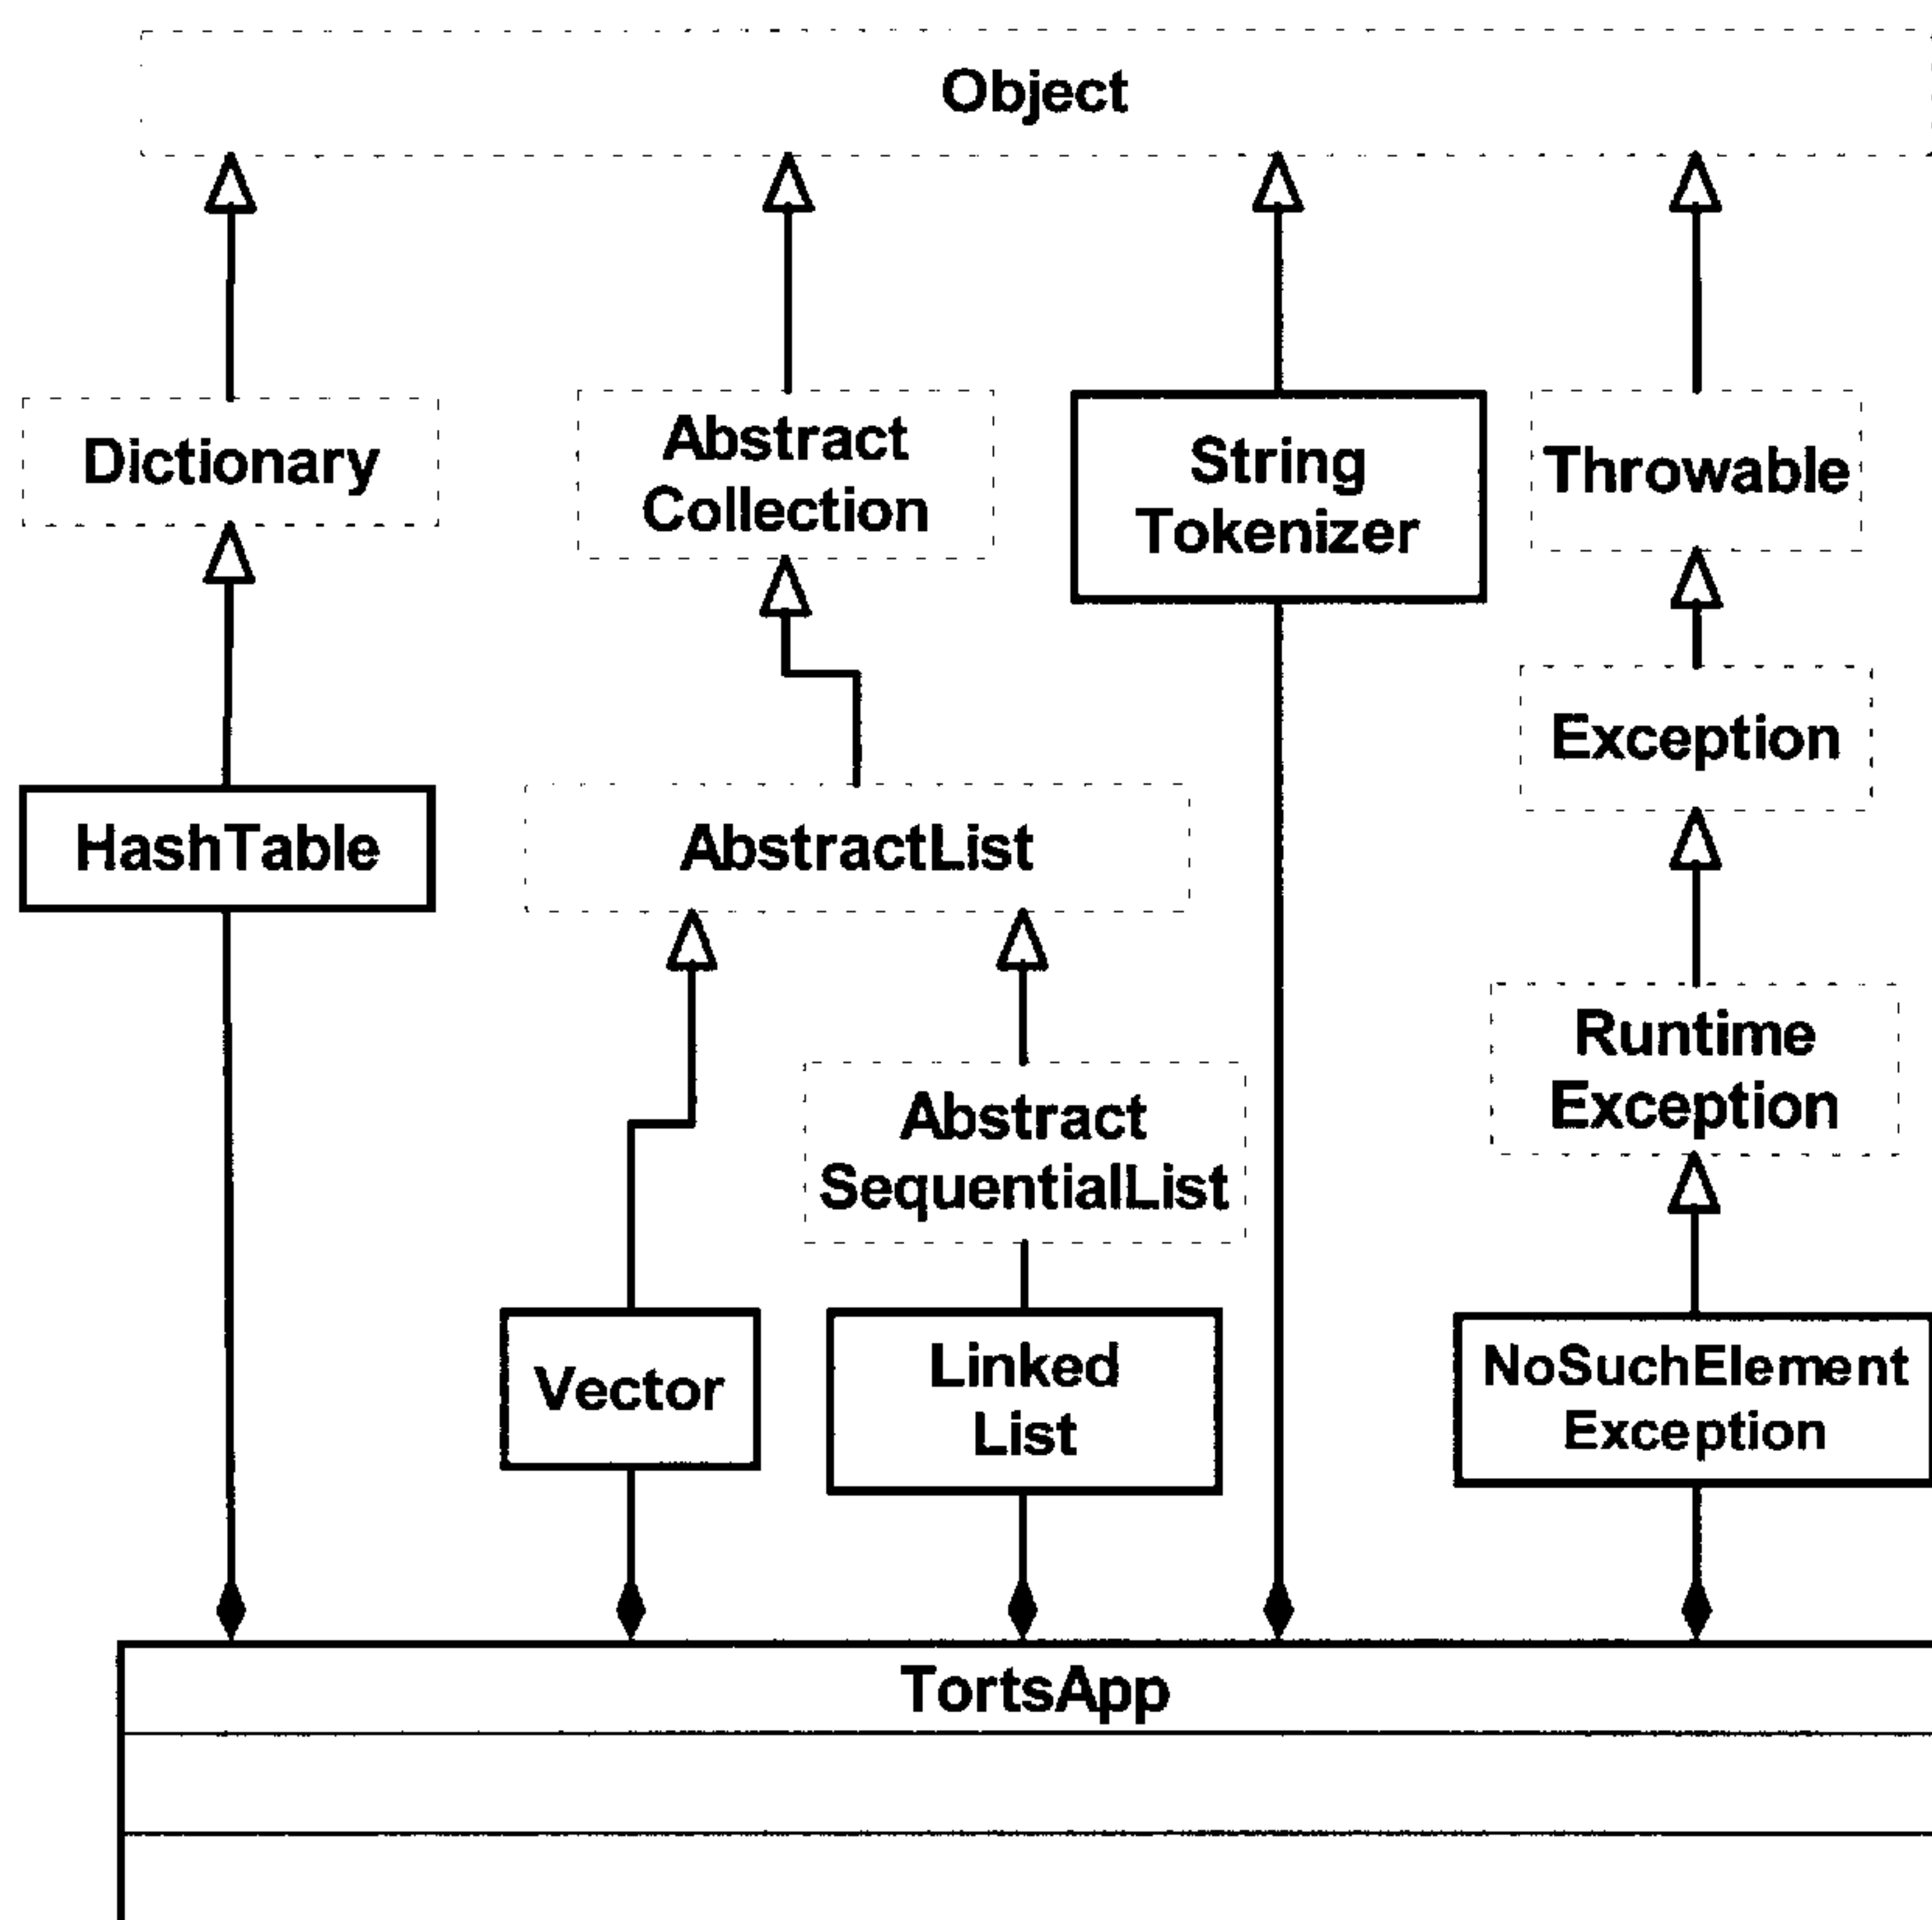 Object
Dictionary
Abstract
Collection
String
Tokenizer
Throwable
Exception
HashTable
AbstractList
Runtime
Exception
Abstract
SequentialList
Vector
Linked
List
NoSuchElement
Exception
TortsApp